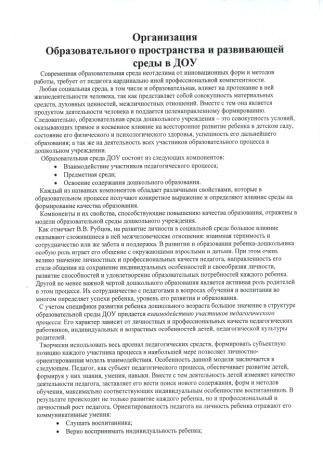 Организация
Образовательного пространства и развивающей
среды в ДОУ
Современная образовательная среда неотделима от инновационных форм и методов
работы, требует от педагога кардинально иной профессиональной компетентности.
Любая социальная среда, в том числе и образовательная, влияет на протекание в ней
жизнедеятельности человека, так как представляет собой совокупность материальных
средств, духовных ценностей, межличностных отношений. Вместе с тем она является
продуктом деятельности человека и поддается целенаправленному формированию.
Следовательно, образовательная среда дошкольного учреждения – это совокупность условий,
оказывающих прямое и косвенное влияние на всестороннее развитие ребенка в детском саду,
состояние его физического и психического здоровья, успешность его дальнейшего
образования; а так же на деятельность всех участников образовательного процесса в
дошкольном учреждении.
Образовательная среда ДОУ состоит из следующих компонентов:
• Взаимодействие участников педагогического процесса;
• Предметная среда;
• Освоение содержания дошкольного образования.
Каждый из названных компонентов обладает различными свойствами, которые в
образовательном процессе получают конкретное выражение и определяют влияние среды на
формирование качества образования.
Компоненты и их свойства, способствующие повышению качества образования, отражены в
модели образовательной среды дошкольного учреждения.
Как отмечает В.В. Рубцов, на развитие личности в социальной среде большое влияние
оказывают сложившиеся в ней межчеловеческие отношения: взаимная терпимость и
сотрудничество или же забота и поддержка. В развитии и образовании ребенка-дошкольника
особую роль играет его общение с окружающими взрослыми и детьми. При этом очень
велико значение личностных и профессиональных качеств педагога, направленность его
стиля общения на сохранение индивидуальных особенностей и своеобразия личности,
развитие способностей и удовлетворение образовательных потребностей каждого ребенка.
Другой не менее важной чертой дошкольного образования является активная роль родителей
в этом процессе. Их отношение к вопросам обучения и воспитания во
многом определяет успехи ребенка, уровень его развития и образования.
С учетом специфики развития ребенка дошкольного возраста большое значение в структуре
образовательной среды ДОУ придается взаимодействию участников педагогического
процесса. Его характер зависит от личностных и профессиональных качеств педагогических
работников, индивидуальных и возрастных особенностей детей, педагогической культуры
родителей.
Творчески использовать весь арсенал педагогических средств, формировать субъектную
позицию каждого участника процесса в наибольшей мере позволяет личностно-
ориентированная модель взаимодействия. Особенность данной модели заключается в
следующем. Педагог, как субъект педагогического процесса, обеспечивает развитие детей,
формируя у них знания, умения, навыки. Вместе с тем деятельность детей изменяет качество
деятельности педагога, заставляет его вести поиск нового содержания, форм и методов
обучения, максимально соответствующих индивидуальным особенностям воспитанников. В
результате происходит не только развитие каждого ребенка, но и профессиональный и
личностный рост педагога. Ориентированность педагога на личность ребенка отражают его
коммуникативные умения:
• Слушать воспитанника;
• Верно воспринимать индивидуальность ребенка;